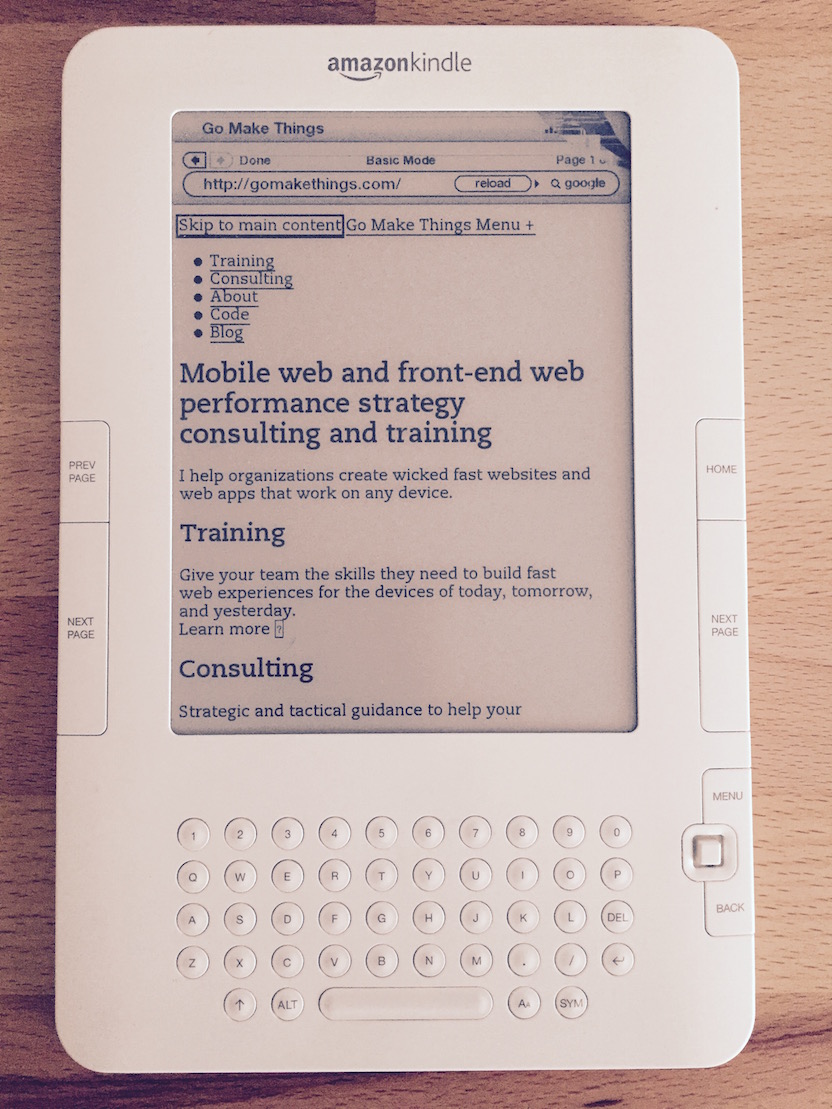 amazonkindle
Go Make Things
Done Basic Mode Page 1
http://gomakethings.com/ reload google
Skip to main content Go Make Things Menu +
Training
Consulting
About
Code
Blog
Mobile web and front-end web
performance strategy
consulting and training
I help organizations create wicked fast websites and
web apps that work on any device.
Training
Give your team the skills they need to build fast
web experiences for the devices of today, tomorrow,
and yesterday.
Learn more ?
Consulting
Strategic and tactical guidance to help your
PREV
PAGE
NEXT
PAGE
HOME
NEXT
PAGE
MENU
BACK
1 2 3 4 5 6 7 8 9 0
Q W E R T Y U I O P
A S D F G H J K L DEL
Z X C V B N M . / ↵
↑ ALT Aa SYM